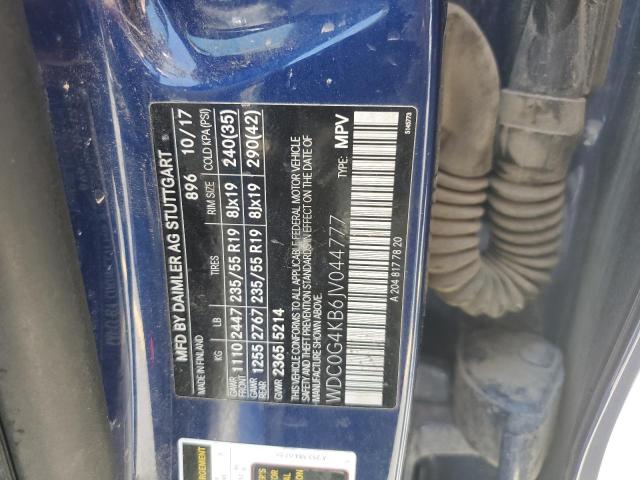 MFD BY DAIMLER AG STUTTGART
MADE IN FINLAND 896 10/17
KG LB TIRES RIM SIZE COLD KPA(PSI)
GAWR FRONT 1110 2447 235/55 R19 8Jx19 240(35)
GAWR REAR 1255 2767 235/55 R19 8Jx19 290(42)
GVWR 2365 5214
THIS VEHICLE CONFORMS TO ALL APPLICABLE FEDERAL MOTOR VEHICLE
SAFETY AND THEFT PREVENTION STANDARDS IN EFFECT ON THE DATE OF
MANUFACTURE SHOWN ABOVE. TYPE: MPV
WDC0G4KB6JV044777
A 204 817 78 20 5145773